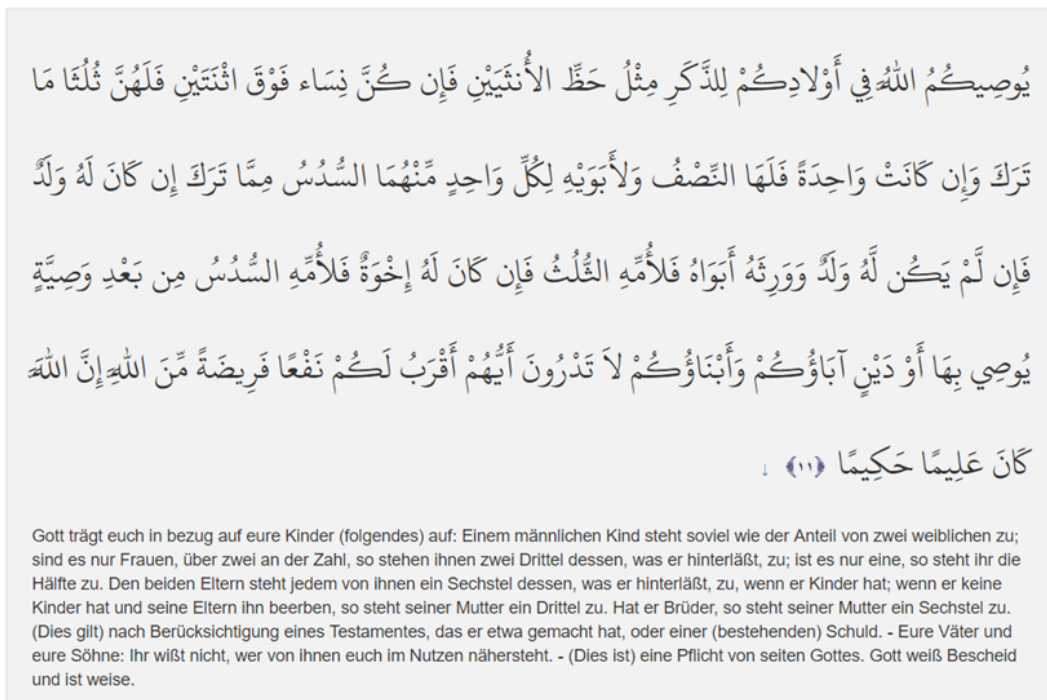 يُوصِيكُمُ اللّهُ فِي أَوْلاَدِكُمْ لِلذَّكَرِ مِثْلُ حَظِّ الأُنثَيَيْنِ فَإِن كُنَّ نِسَاء فَوْقَ اثْنَتَيْنِ فَلَهُنَّ ثُلُثَا مَا
تَرَكَ وَإِن كَانَتْ وَاحِدَةً فَلَهَا النِّصْفُ وَلأَبَوَيْهِ لِكُلِّ وَاحِدٍ مِّنْهُمَا السُّدُسُ مِمَّا تَرَكَ إِن كَانَ لَهُ وَلَدٌ
فَإِن لَّمْ يَكُن لَّهُ وَلَدٌ وَوَرِثَهُ أَبَوَاهُ فَلأُمِّهِ الثُّلُثُ فَإِن كَانَ لَهُ إِخْوَةٌ فَلأُمِّهِ السُّدُسُ مِن بَعْدِ وَصِيَّةٍ
يُوصِي بِهَا أَوْ دَيْنٍ آبَاؤُكُمْ وَأَبْنَاؤُكُمْ لاَ تَدْرُونَ أَيُّهُمْ أَقْرَبُ لَكُمْ نَفْعًا فَرِيضَةً مِّنَ اللّهِ إِنَّ اللّهَ
كَانَ عَلِيمًا حَكِيمًا ﴿١١﴾ ↓
Gott trägt euch in bezug auf eure Kinder (folgendes) auf: Einem männlichen Kind steht soviel wie der Anteil von zwei weiblichen zu;
sind es nur Frauen, über zwei an der Zahl, so stehen ihnen zwei Drittel dessen, was er hinterläßt, zu; ist es nur eine, so steht ihr die
Hälfte zu. Den beiden Eltern steht jedem von ihnen ein Sechstel dessen, was er hinterläßt, zu, wenn er Kinder hat; wenn er keine
Kinder hat und seine Eltern ihn beerben, so steht seiner Mutter ein Drittel zu. Hat er Brüder, so steht seiner Mutter ein Sechstel zu.
(Dies gilt) nach Berücksichtigung eines Testamentes, das er etwa gemacht hat, oder einer (bestehenden) Schuld. - Eure Väter und
eure Söhne: Ihr wißt nicht, wer von ihnen euch im Nutzen nähersteht. - (Dies ist) eine Pflicht von seiten Gottes. Gott weiß Bescheid
und ist weise.